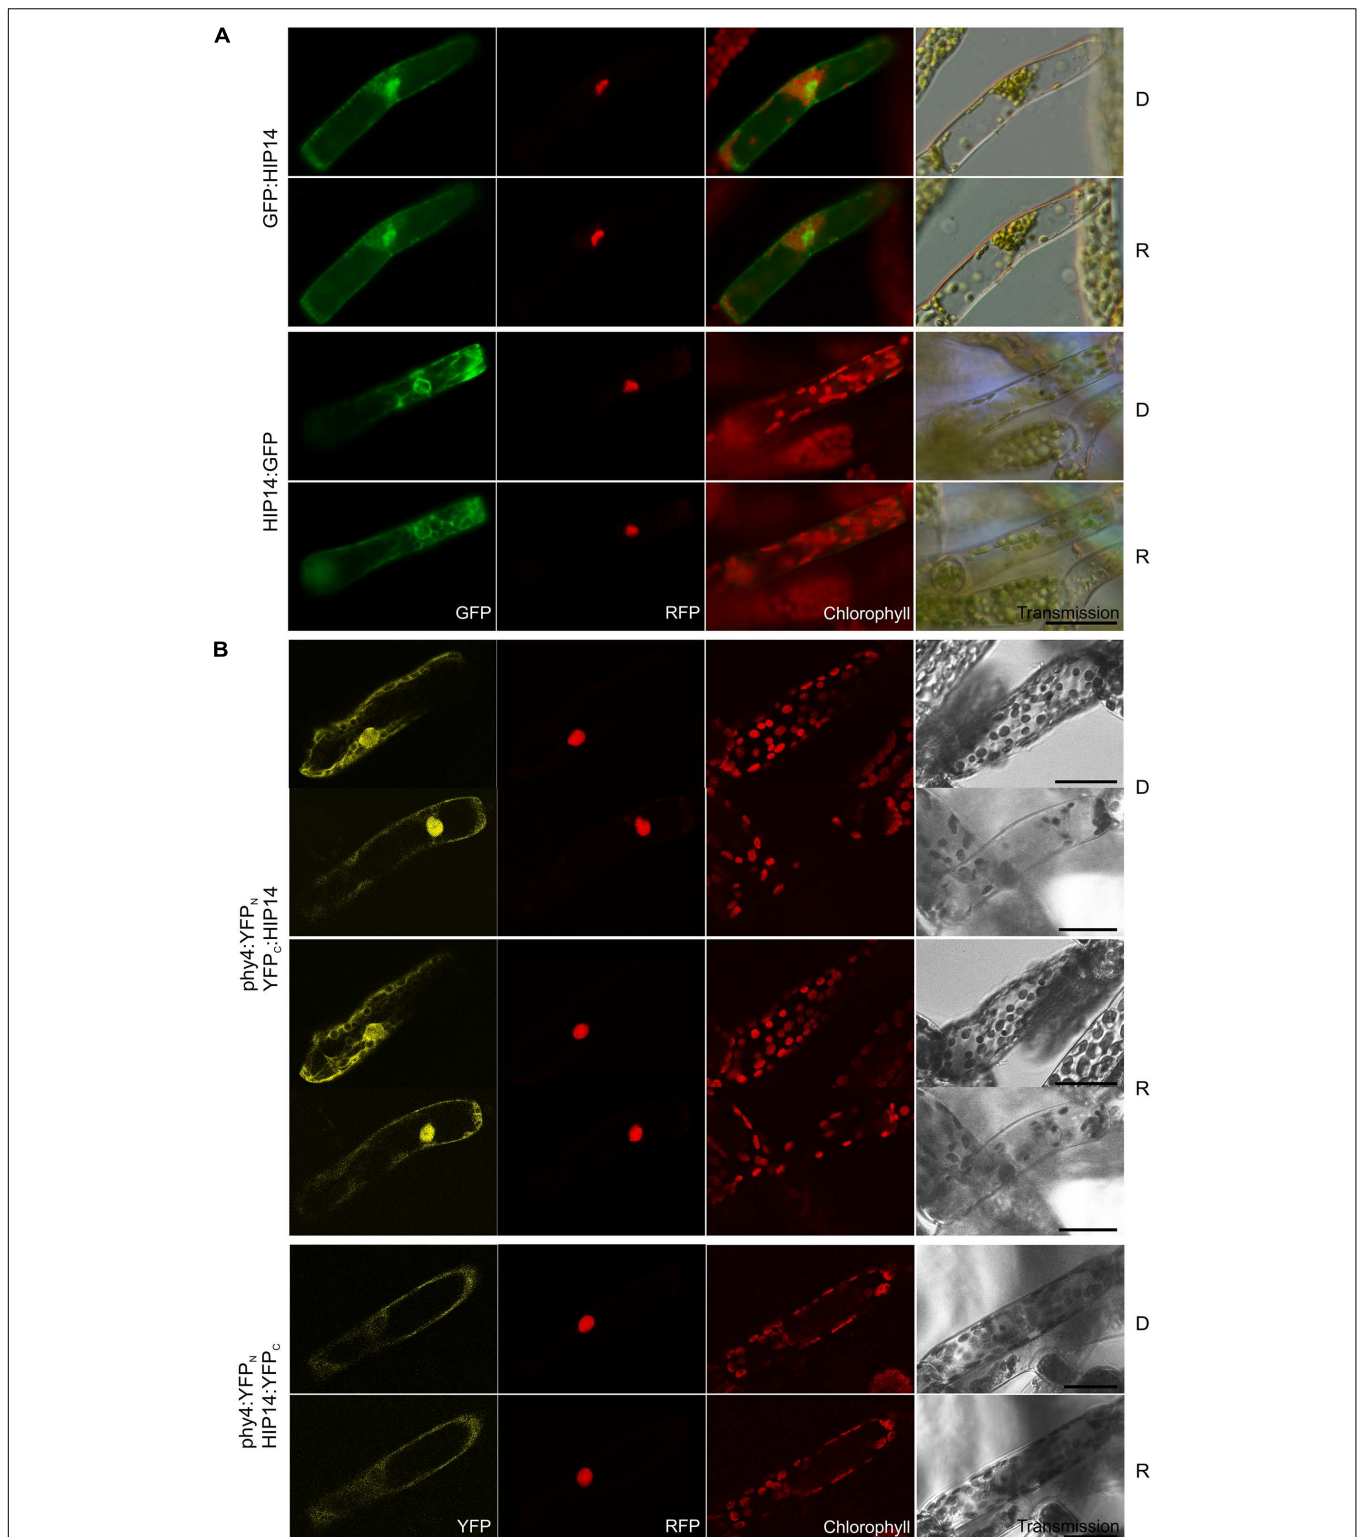 A
GFP:HIP14
D
R
HIP14:GFP
D
R
GFP
RFP
Chlorophyll
Transmission
B
phy4:YFPN
YFPC:HIP14
D
R
phy4:YFPN
HIP14:YFPC
D
R
YFP
RFP
Chlorophyll
Transmission